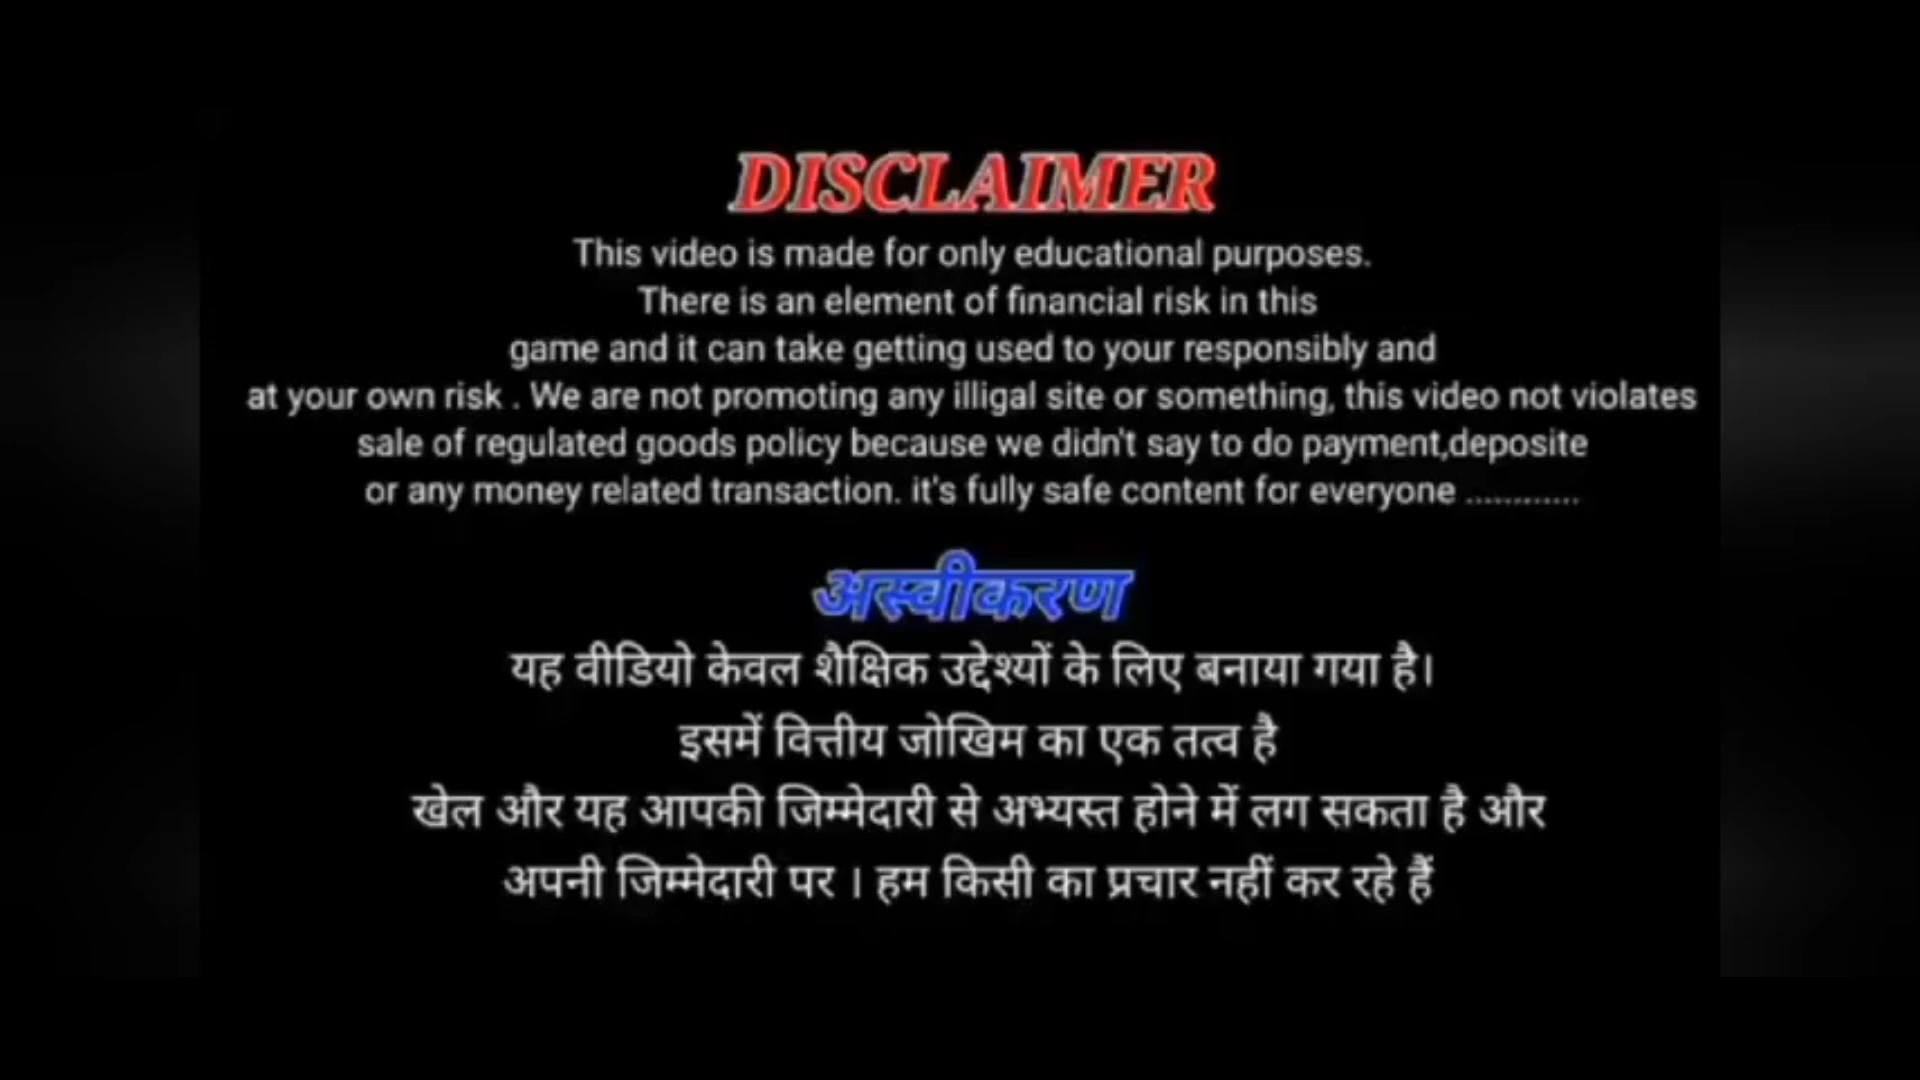 DISCLAIMER
This video is made for only educational purposes.
There is an element of financial risk in this
game and it can take getting used to your responsibly and
at your own risk . We are not promoting any illigal site or something, this video not violates
sale of regulated goods policy because we didn't say to do payment,deposite
or any money related transaction. it's fully safe content for everyone ............
अस्वीकरण
यह वीडियो केवल शैक्षिक उद्देश्यों के लिए बनाया गया है।
इसमें वित्तीय जोखिम का एक तत्व है
खेल और यह आपकी जिम्मेदारी से अभ्यस्त होने में लग सकता है और
अपनी जिम्मेदारी पर । हम किसी का प्रचार नहीं कर रहे हैं